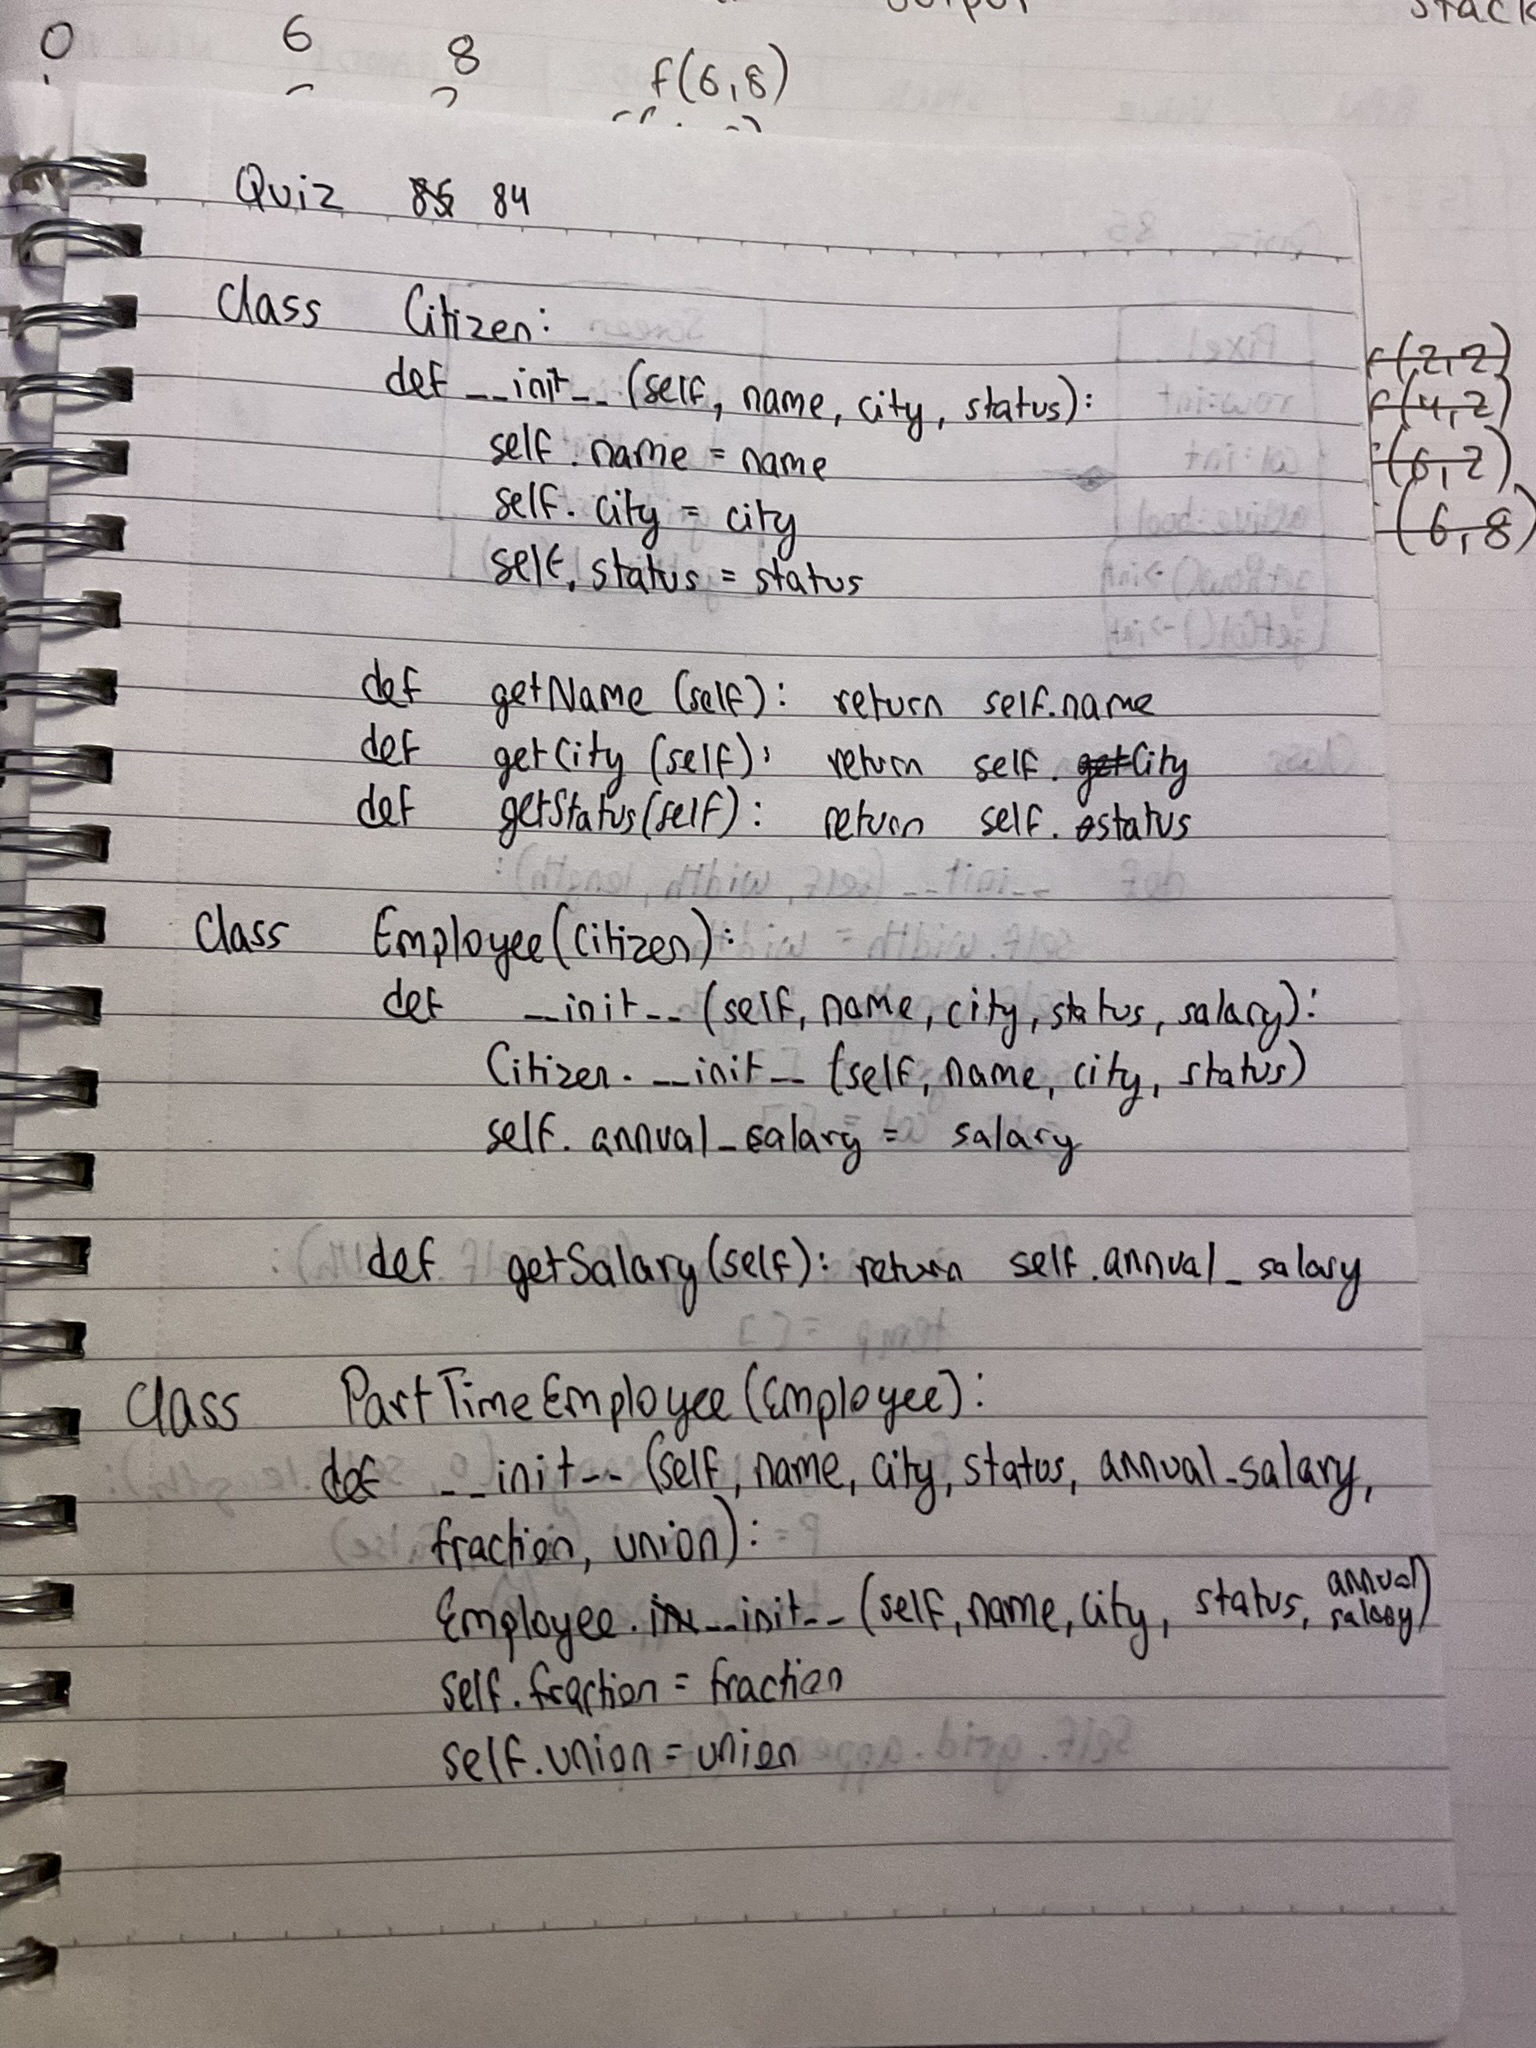 output
stack
0 6 8 f(6,8)
Quiz 84
class Citizen:
def __init__ (self, name, city, status):
self.name = name
self.city = city
self.status = status
def getName (self): return self.name
def getCity (self): return self.City
def getStatus(self): return self.status
class Employee(Citizen):
def __init__ (self, name, city, status, salary):
Citizen.__init__ (self, name, city, status)
self.annual_salary = salary
def getSalary(self): return self.annual_salary
class PartTimeEmployee(Employee):
def __init__ (self, name, city, status, annual_salary,
fraction, union):
Employee.__init__ (self, name, city, status, annual salary)
self.fraction = fraction
self.union = union
(2,2)
(4,2)
(6,2)
(6,8)